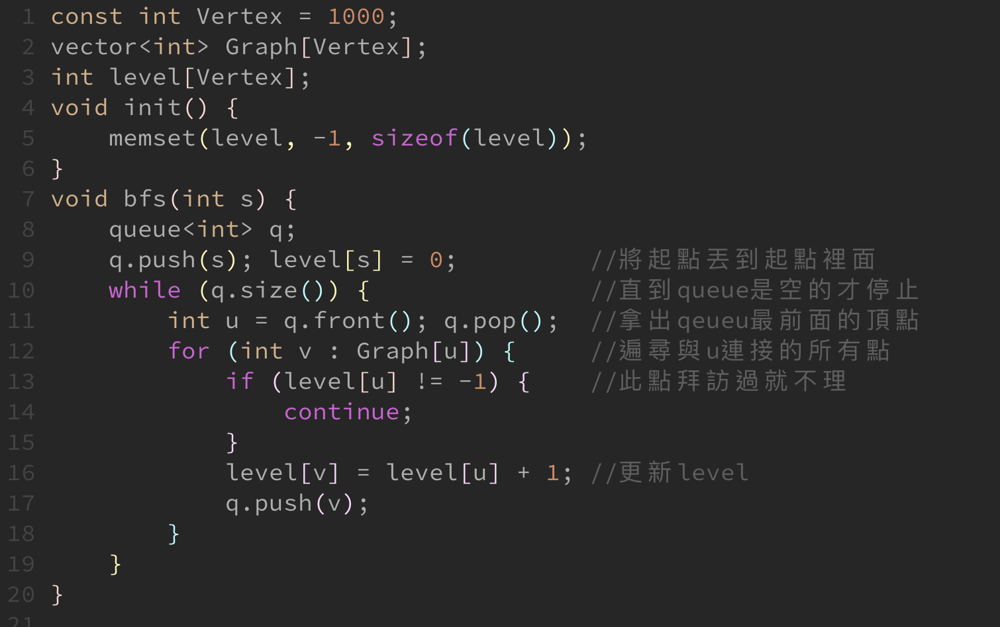 1 const int Vertex = 1000;
2 vector<int> Graph[Vertex];
3 int level[Vertex];
4 void init() {
5     memset(level, -1, sizeof(level));
6 }
7 void bfs(int s) {
8     queue<int> q;
9     q.push(s); level[s] = 0;         //將起點丟到起點裡面
10     while (q.size()) {               //直到queue是空的才停止
11         int u = q.front(); q.pop();  //拿出qeueu最前面的頂點
12         for (int v : Graph[u]) {     //遍尋與u連接的所有點
13             if (level[u] != -1) {    //此點拜訪過就不理
14                 continue;
15             }
16             level[v] = level[u] + 1; //更新level
17             q.push(v);
18         }
19     }
20 }
21